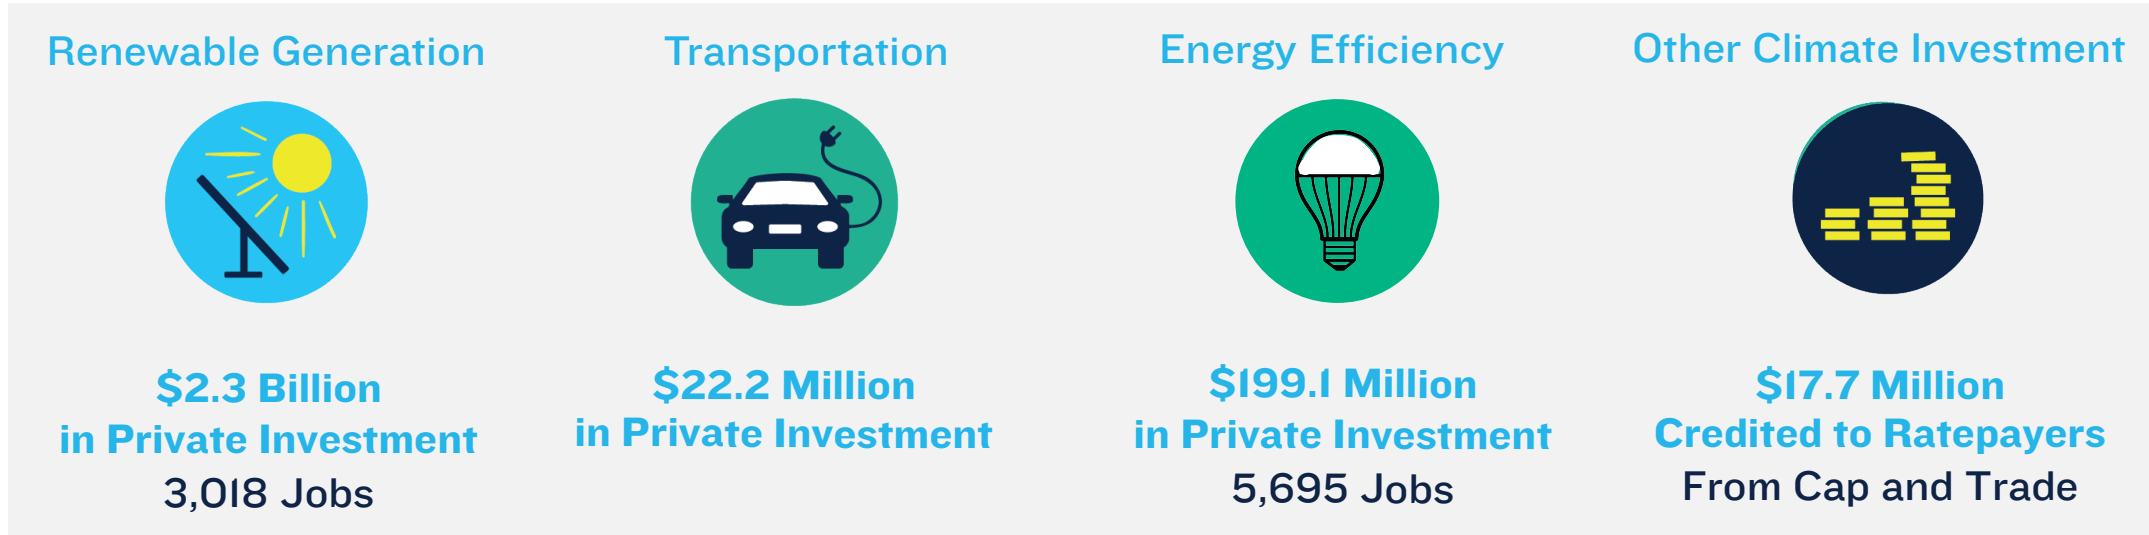 Renewable Generation
$2.3 Billion
in Private Investment
3,018 Jobs
Transportation
$22.2 Million
in Private Investment
Energy Efficiency
$199.1 Million
in Private Investment
5,695 Jobs
Other Climate Investment
$17.7 Million
Credited to Ratepayers
From Cap and Trade